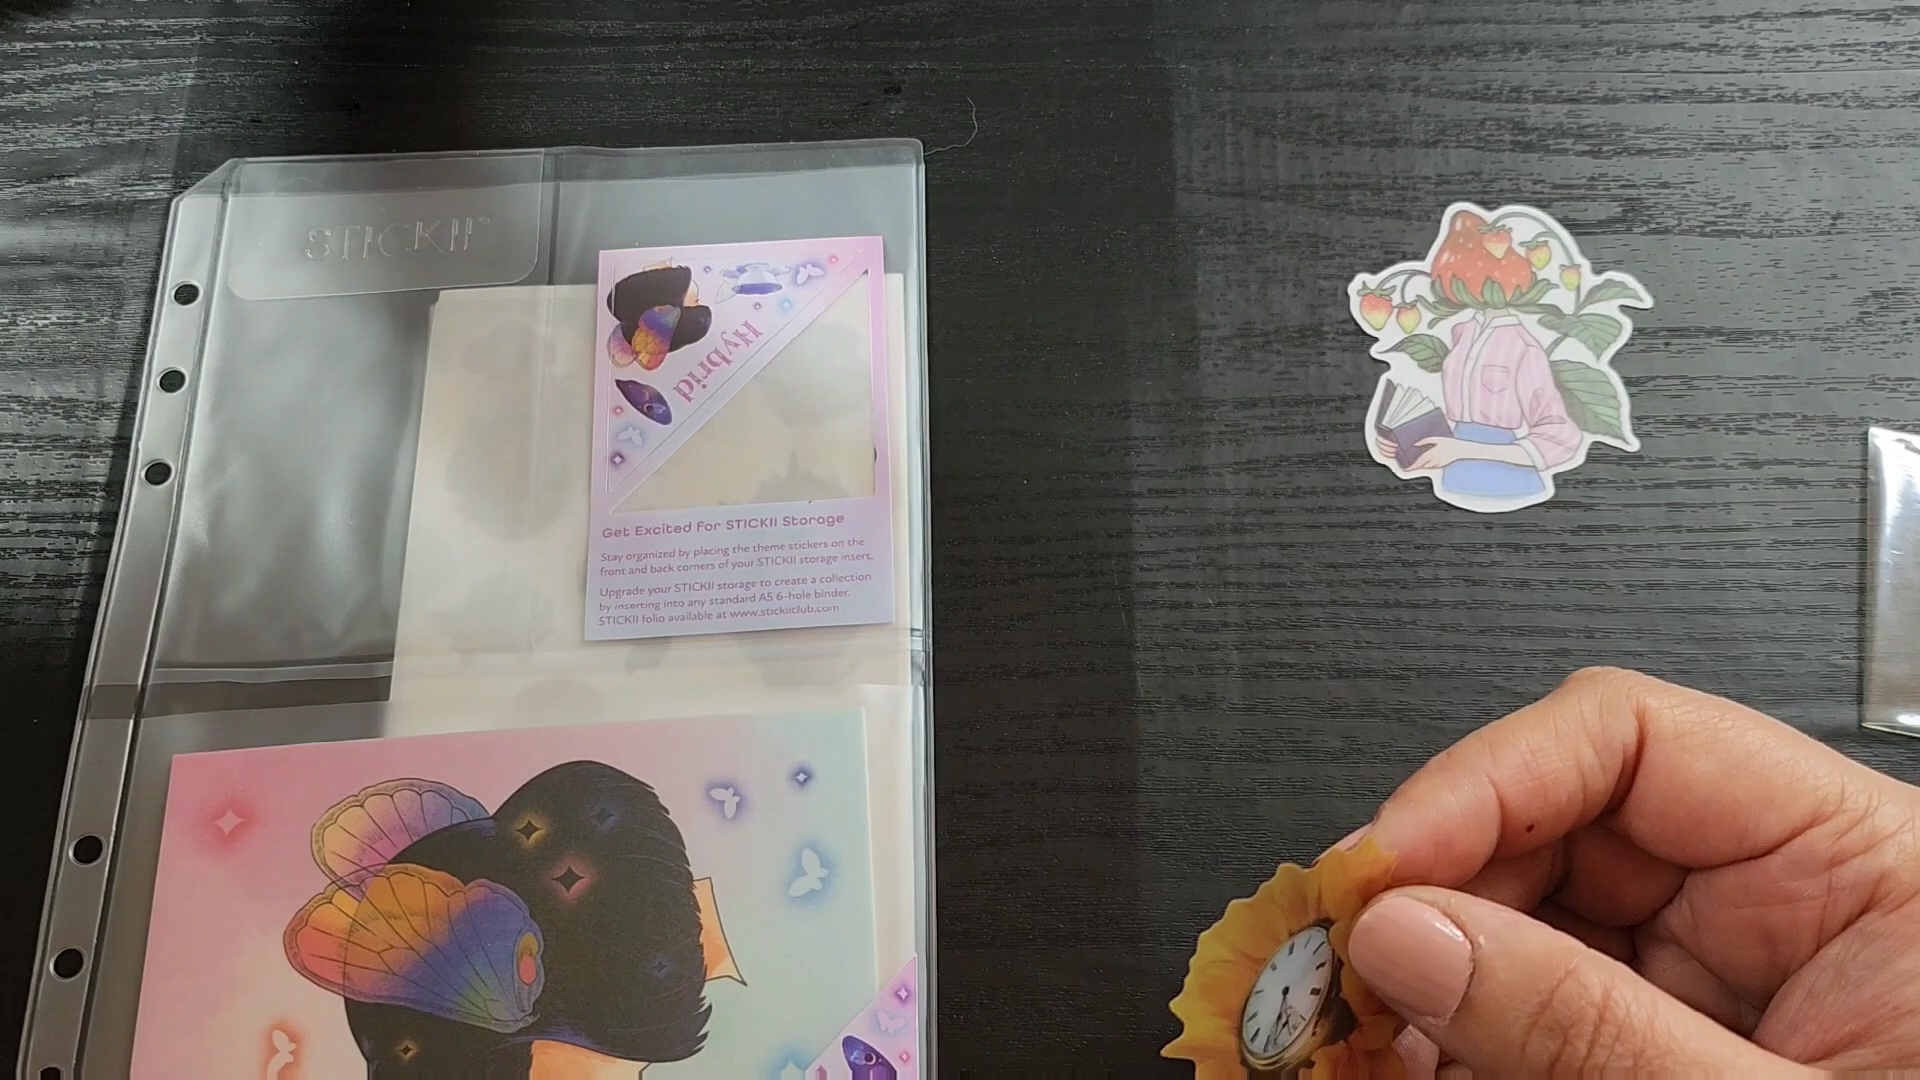 STICKII®
Hybrid
Get Excited for STICKII Storage
Stay organized by placing the theme stickers on the
front and back corners of your STICKII storage insert.
Upgrade your STICKII storage to create a collection
by inserting into any standard A5 6-hole binder.
STICKII folio available at www.stickiiclub.com